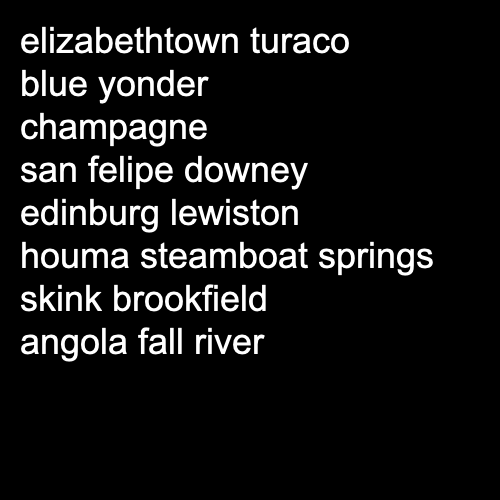 elizabethtown turaco
blue yonder
champagne
san felipe downey
edinburg lewiston
houma steamboat springs
skink brookfield
angola fall river